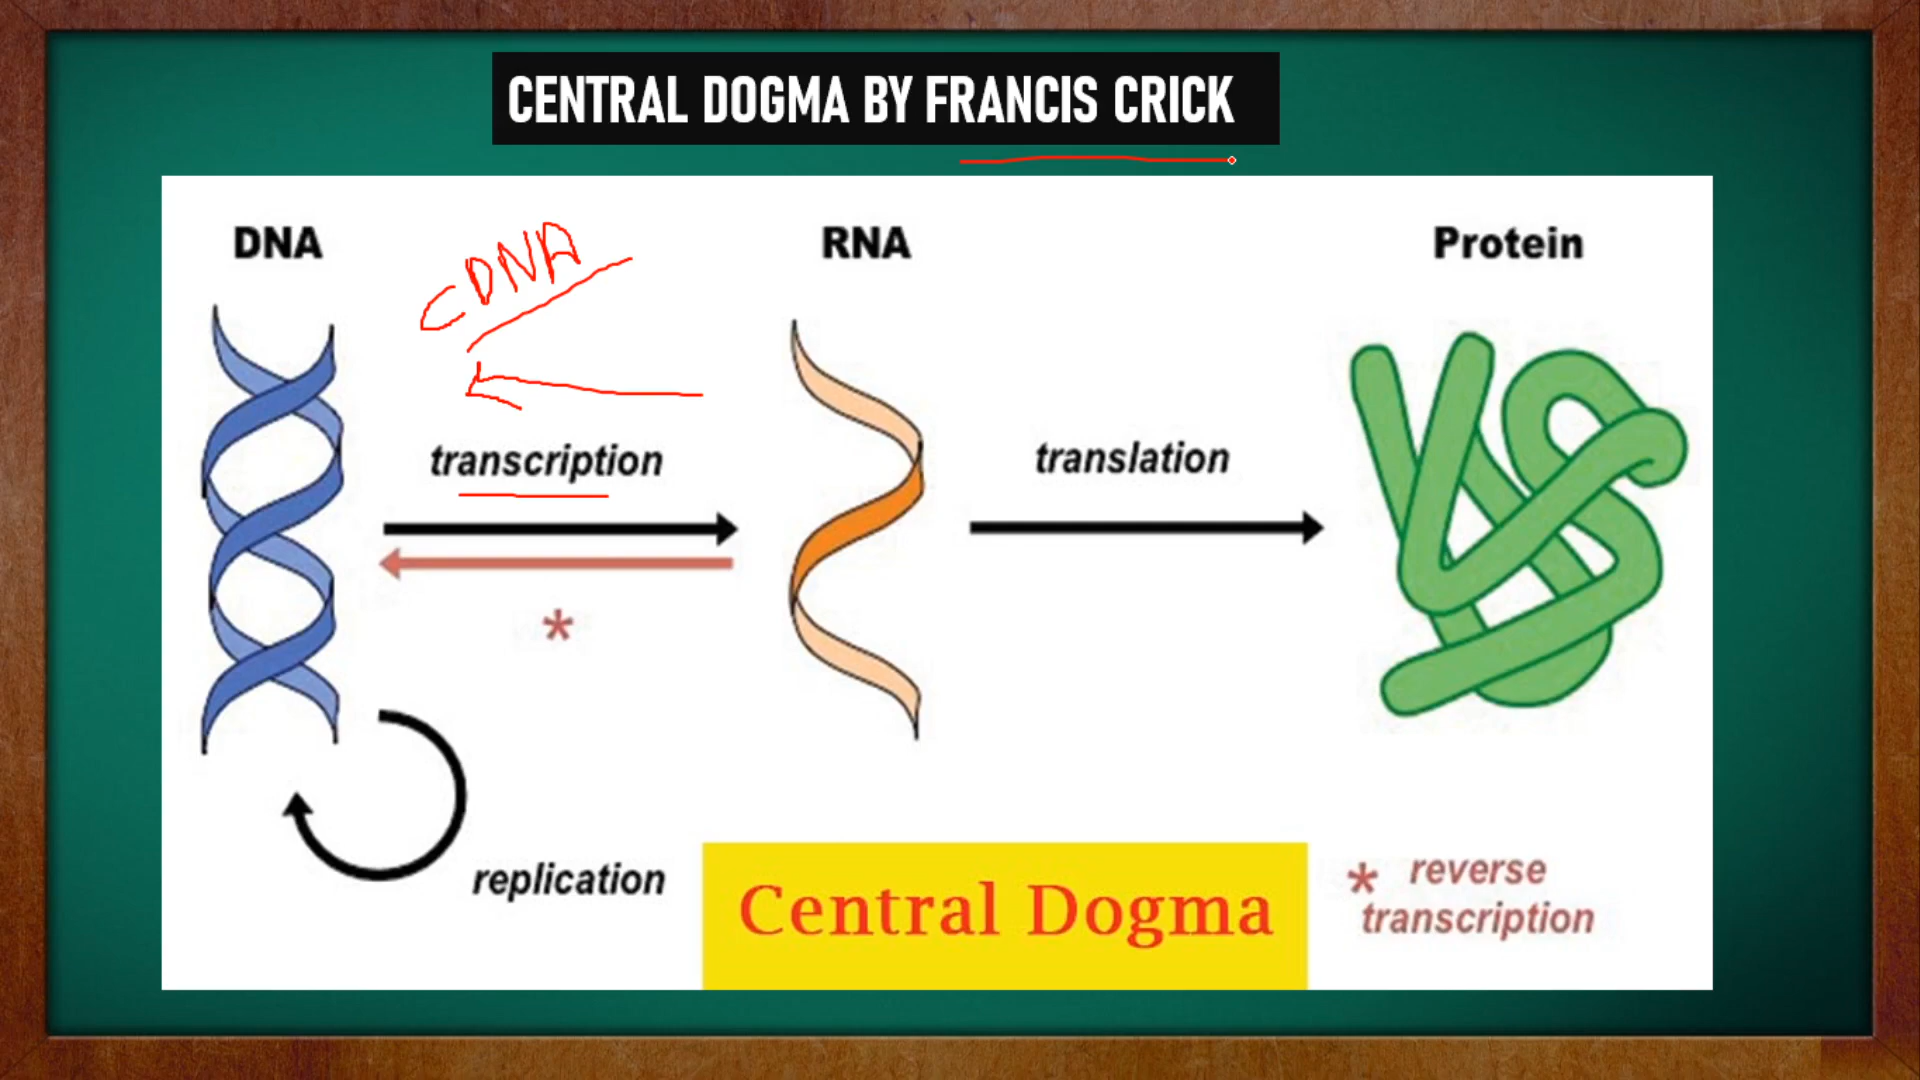 CENTRAL DOGMA BY FRANCIS CRICK
DNA
CDNA
RNA
Protein
transcription
translation
*
replication
Central Dogma
* reverse
transcription